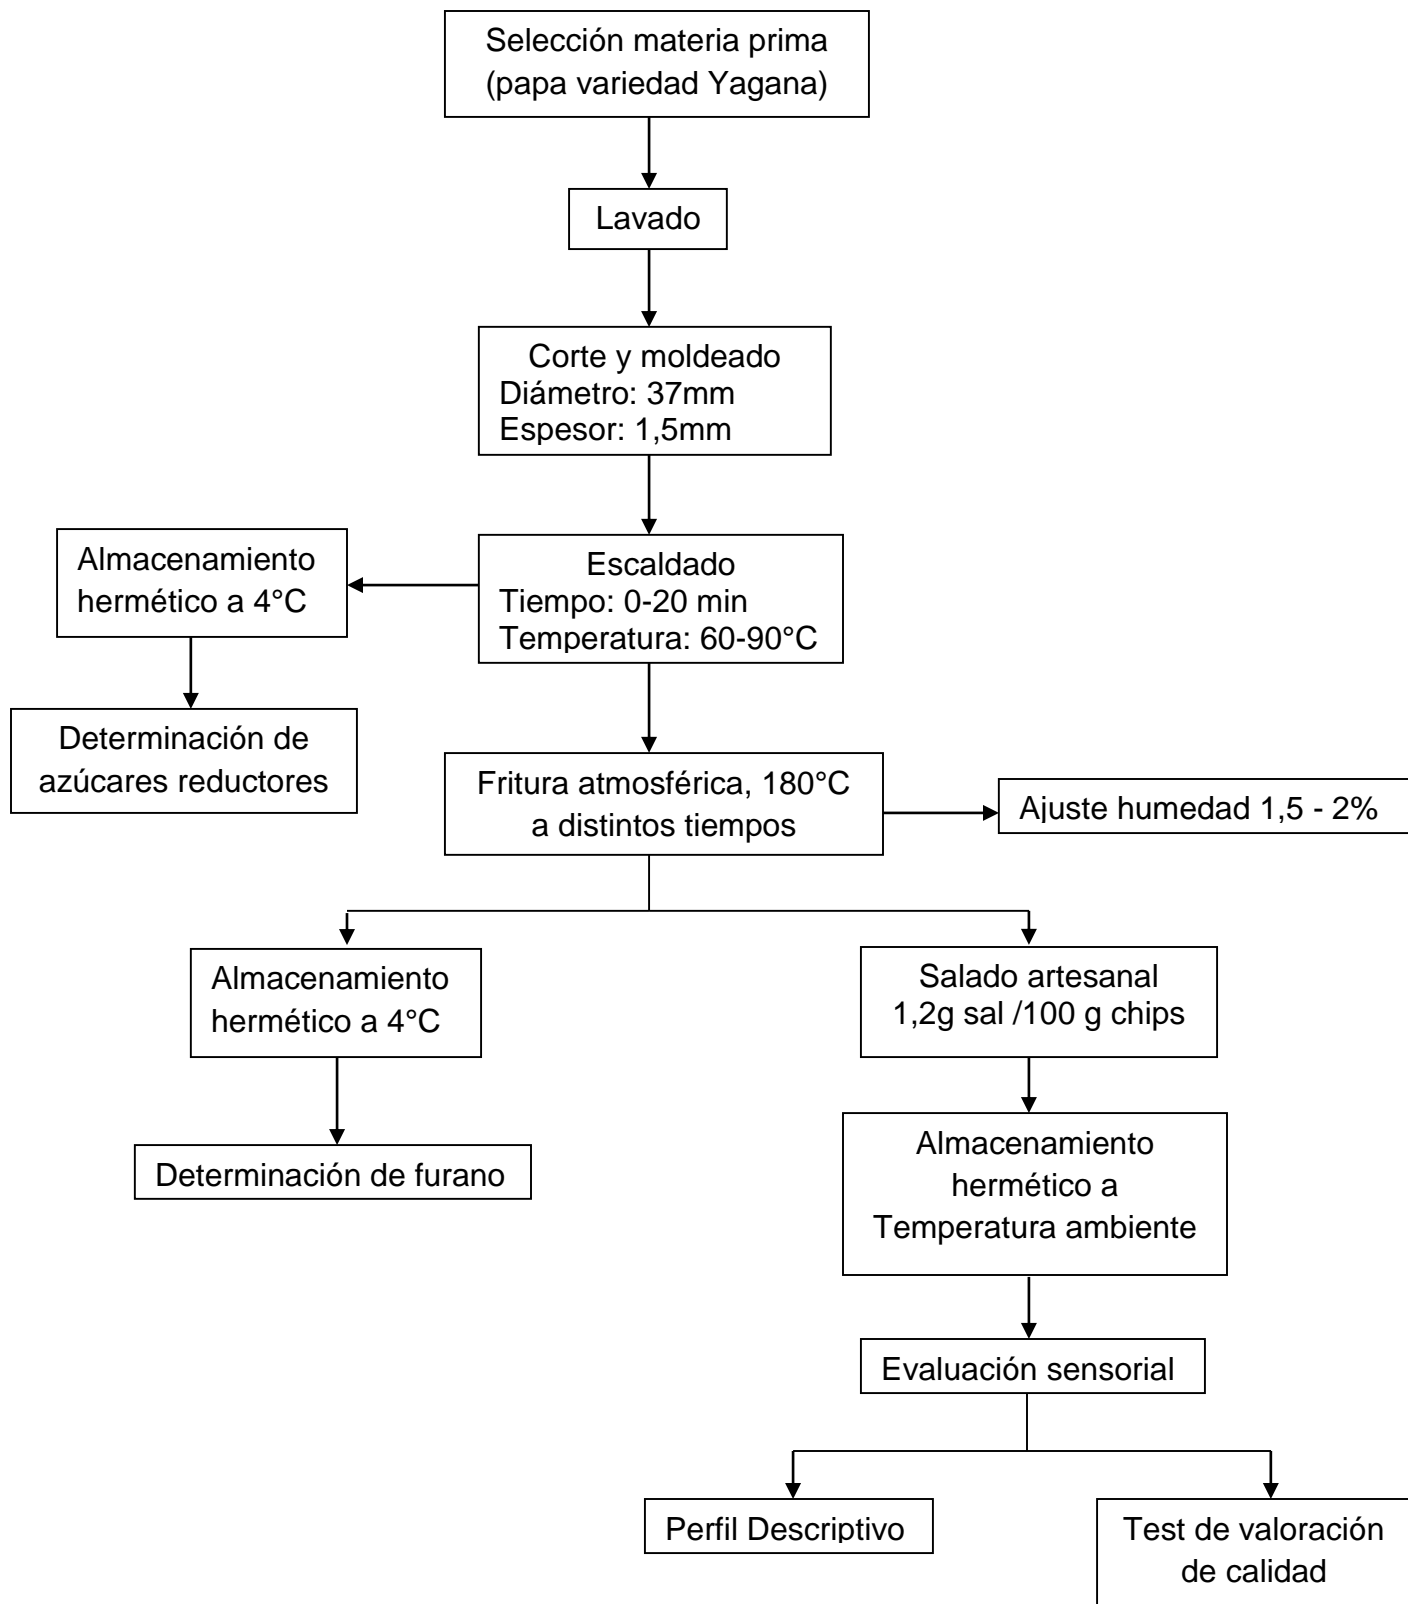 Selección materia prima
(papa variedad Yagana)
Lavado
Corte y moldeado
Diámetro: 37mm
Espesor: 1,5mm
Almacenamiento
hermético a 4°C
Escaldado
Tiempo: 0-20 min
Temperatura: 60-90°C
Determinación de
azúcares reductores
Fritura atmosférica, 180°C
a distintos tiempos
Ajuste humedad 1,5 - 2%
Almacenamiento
hermético a 4°C
Salado artesanal
1,2g sal /100 g chips
Determinación de furano
Almacenamiento
hermético a
Temperatura ambiente
Evaluación sensorial
Perfil Descriptivo
Test de valoración
de calidad